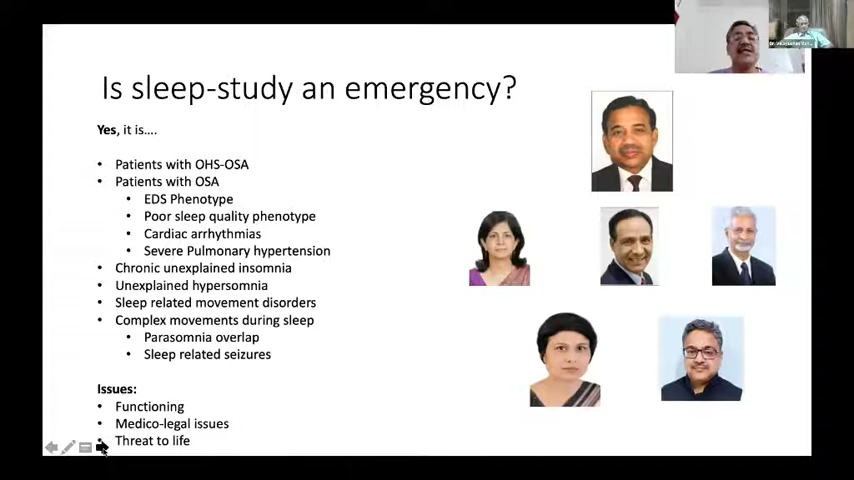 Is sleep-study an emergency?
Yes, it is....
• Patients with OHS-OSA
• Patients with OSA
• EDS Phenotype
• Poor sleep quality phenotype
• Cardiac arrhythmias
• Severe Pulmonary hypertension
• Chronic unexplained insomnia
• Unexplained hypersomnia
• Sleep related movement disorders
• Complex movements during sleep
• Parasomnia overlap
• Sleep related seizures
Issues:
• Functioning
• Medico-legal issues
• Threat to life